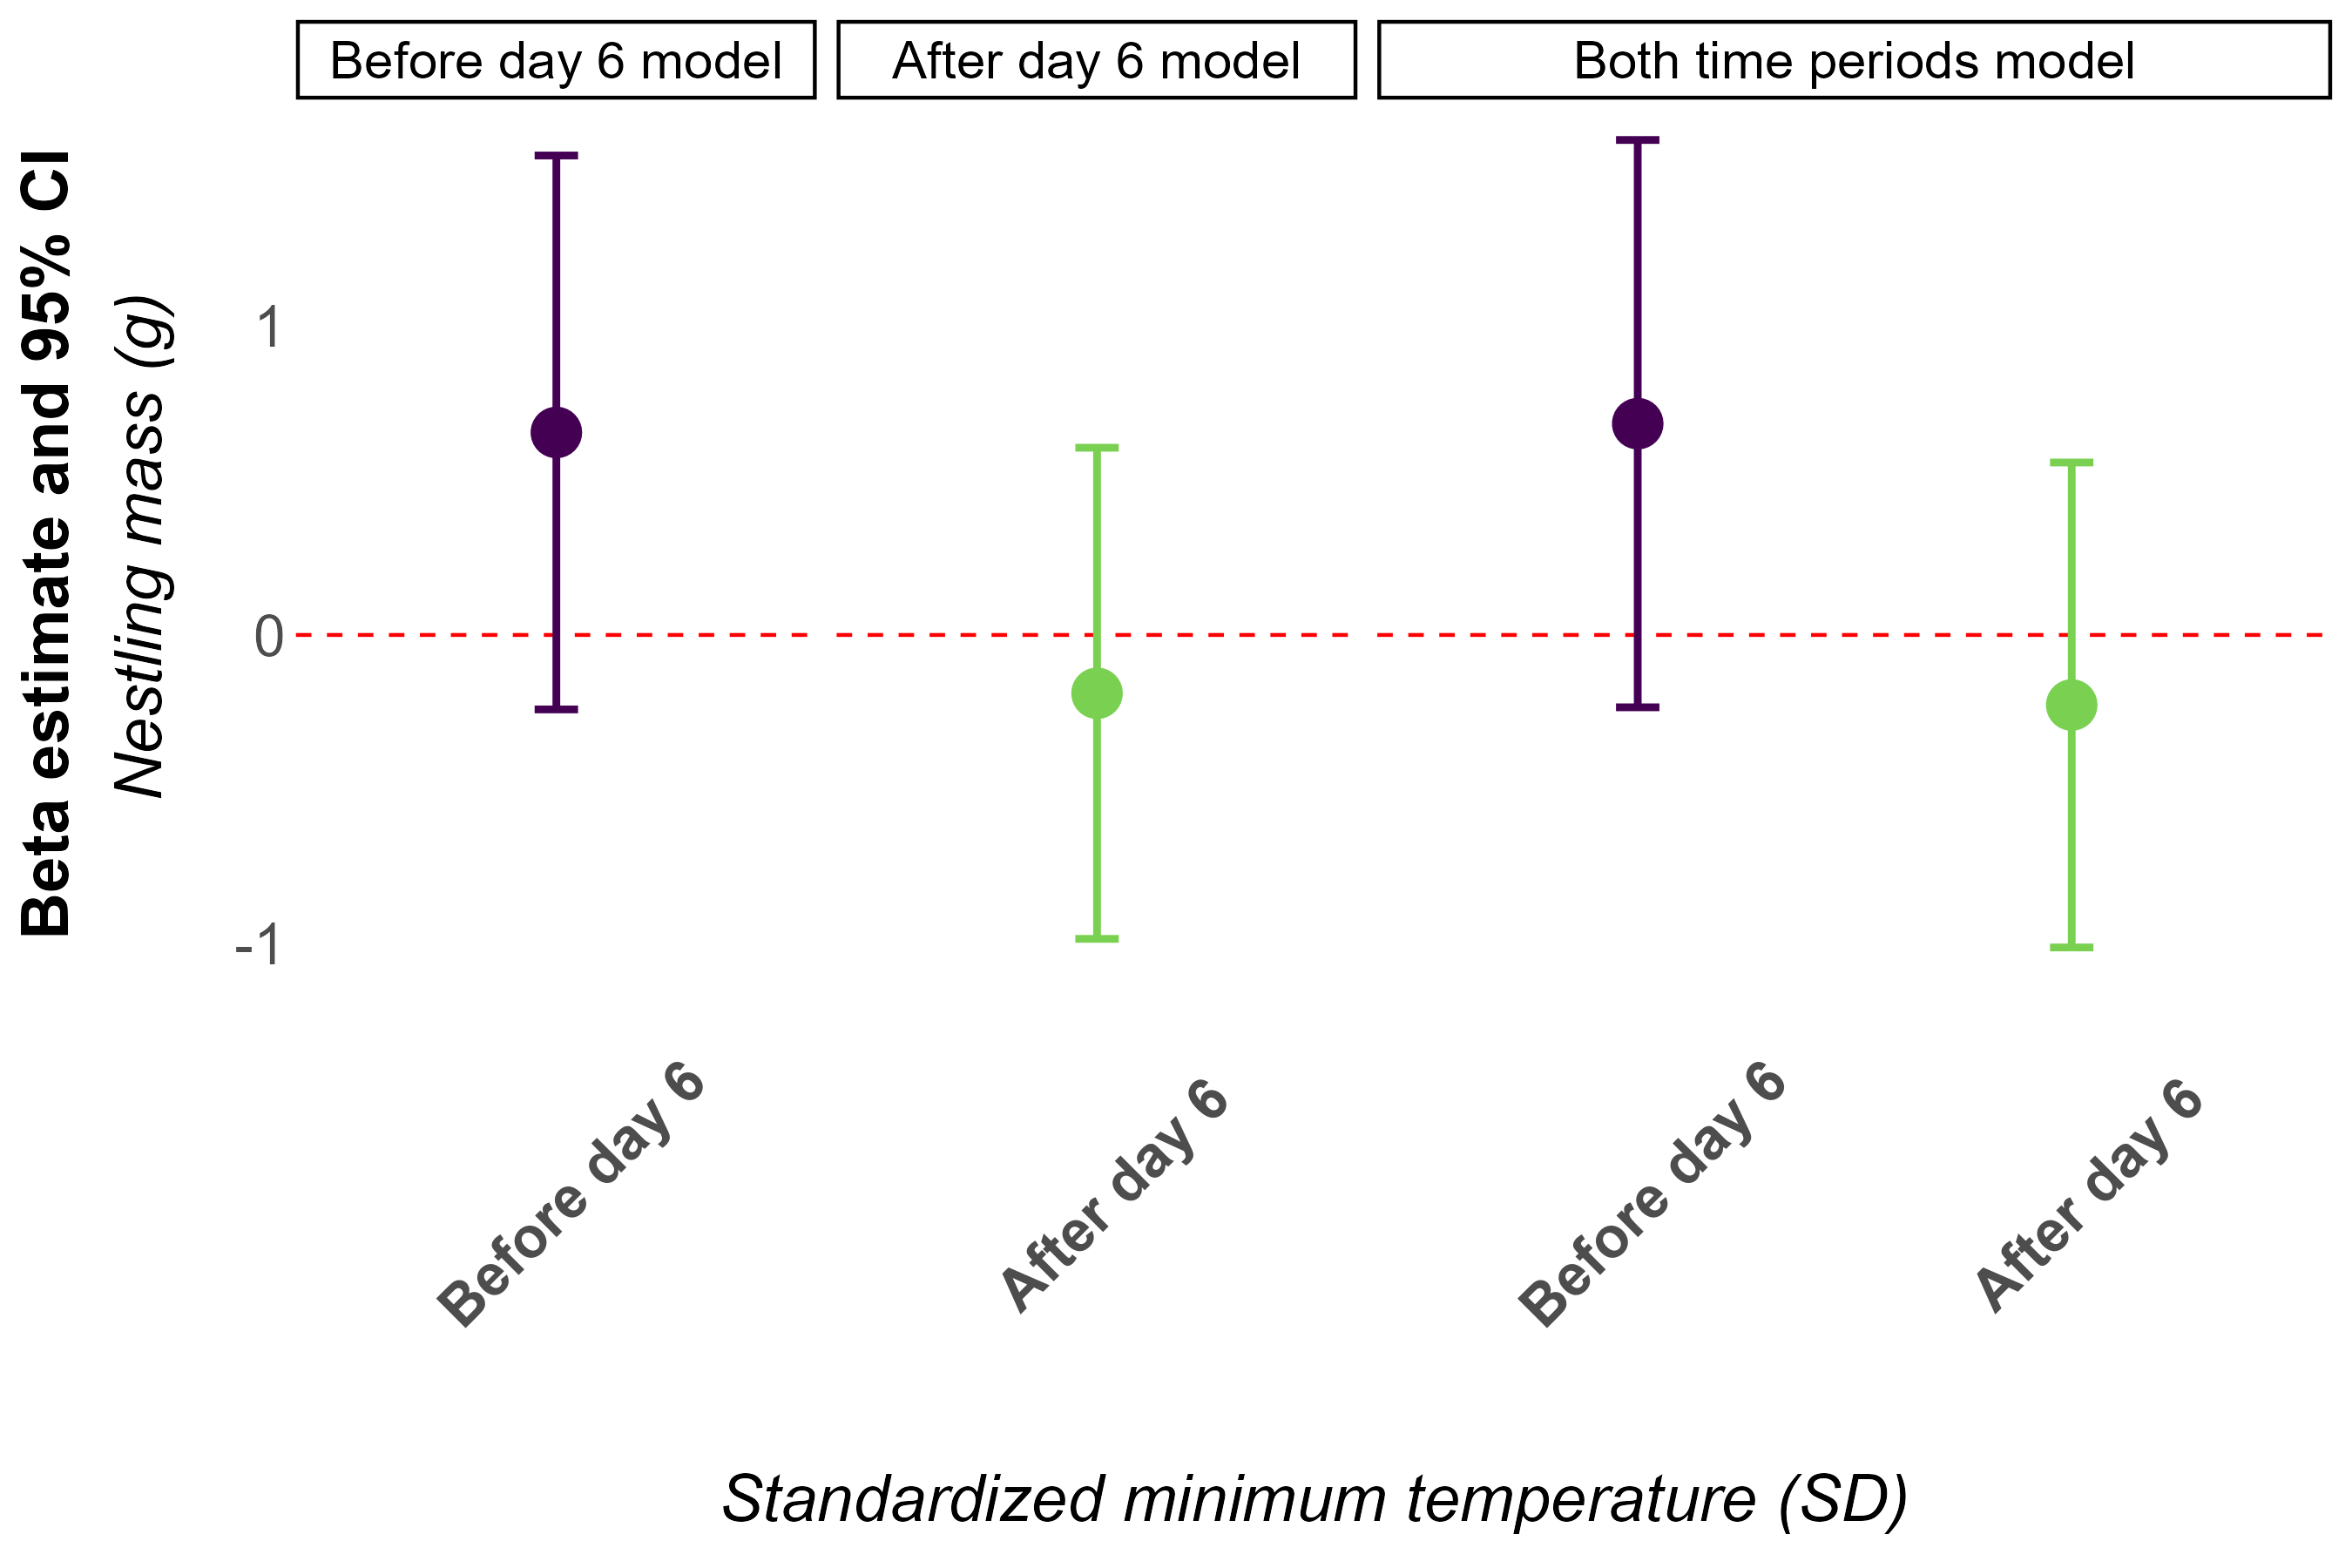 Before day 6 model
After day 6 model
Both time periods model
Beta estimate and 95% CI
Nestling mass (g)
1
0
-1
Before day 6
After day 6
Before day 6
After day 6
Standardized minimum temperature (SD)